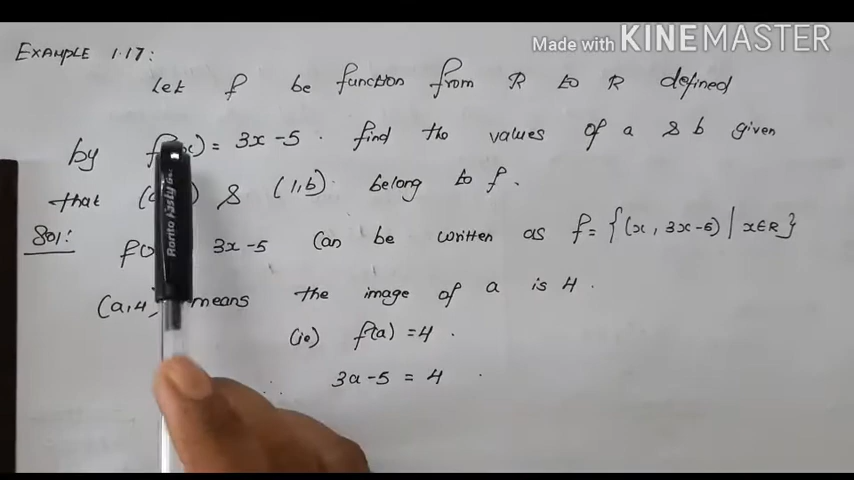 Made with KINEMASTER
EXAMPLE 1.17:
Let f be function from R to R defined
by = 3x - 5 . find the values of a & b given
that & (1,b). belong to f.
Sol: 3x - 5 can be written as f = {(x, 3x-5) | x∈R}
(a,4) means the image of a is 4.
(ie) f(a) = 4.
∴ 3a - 5 = 4